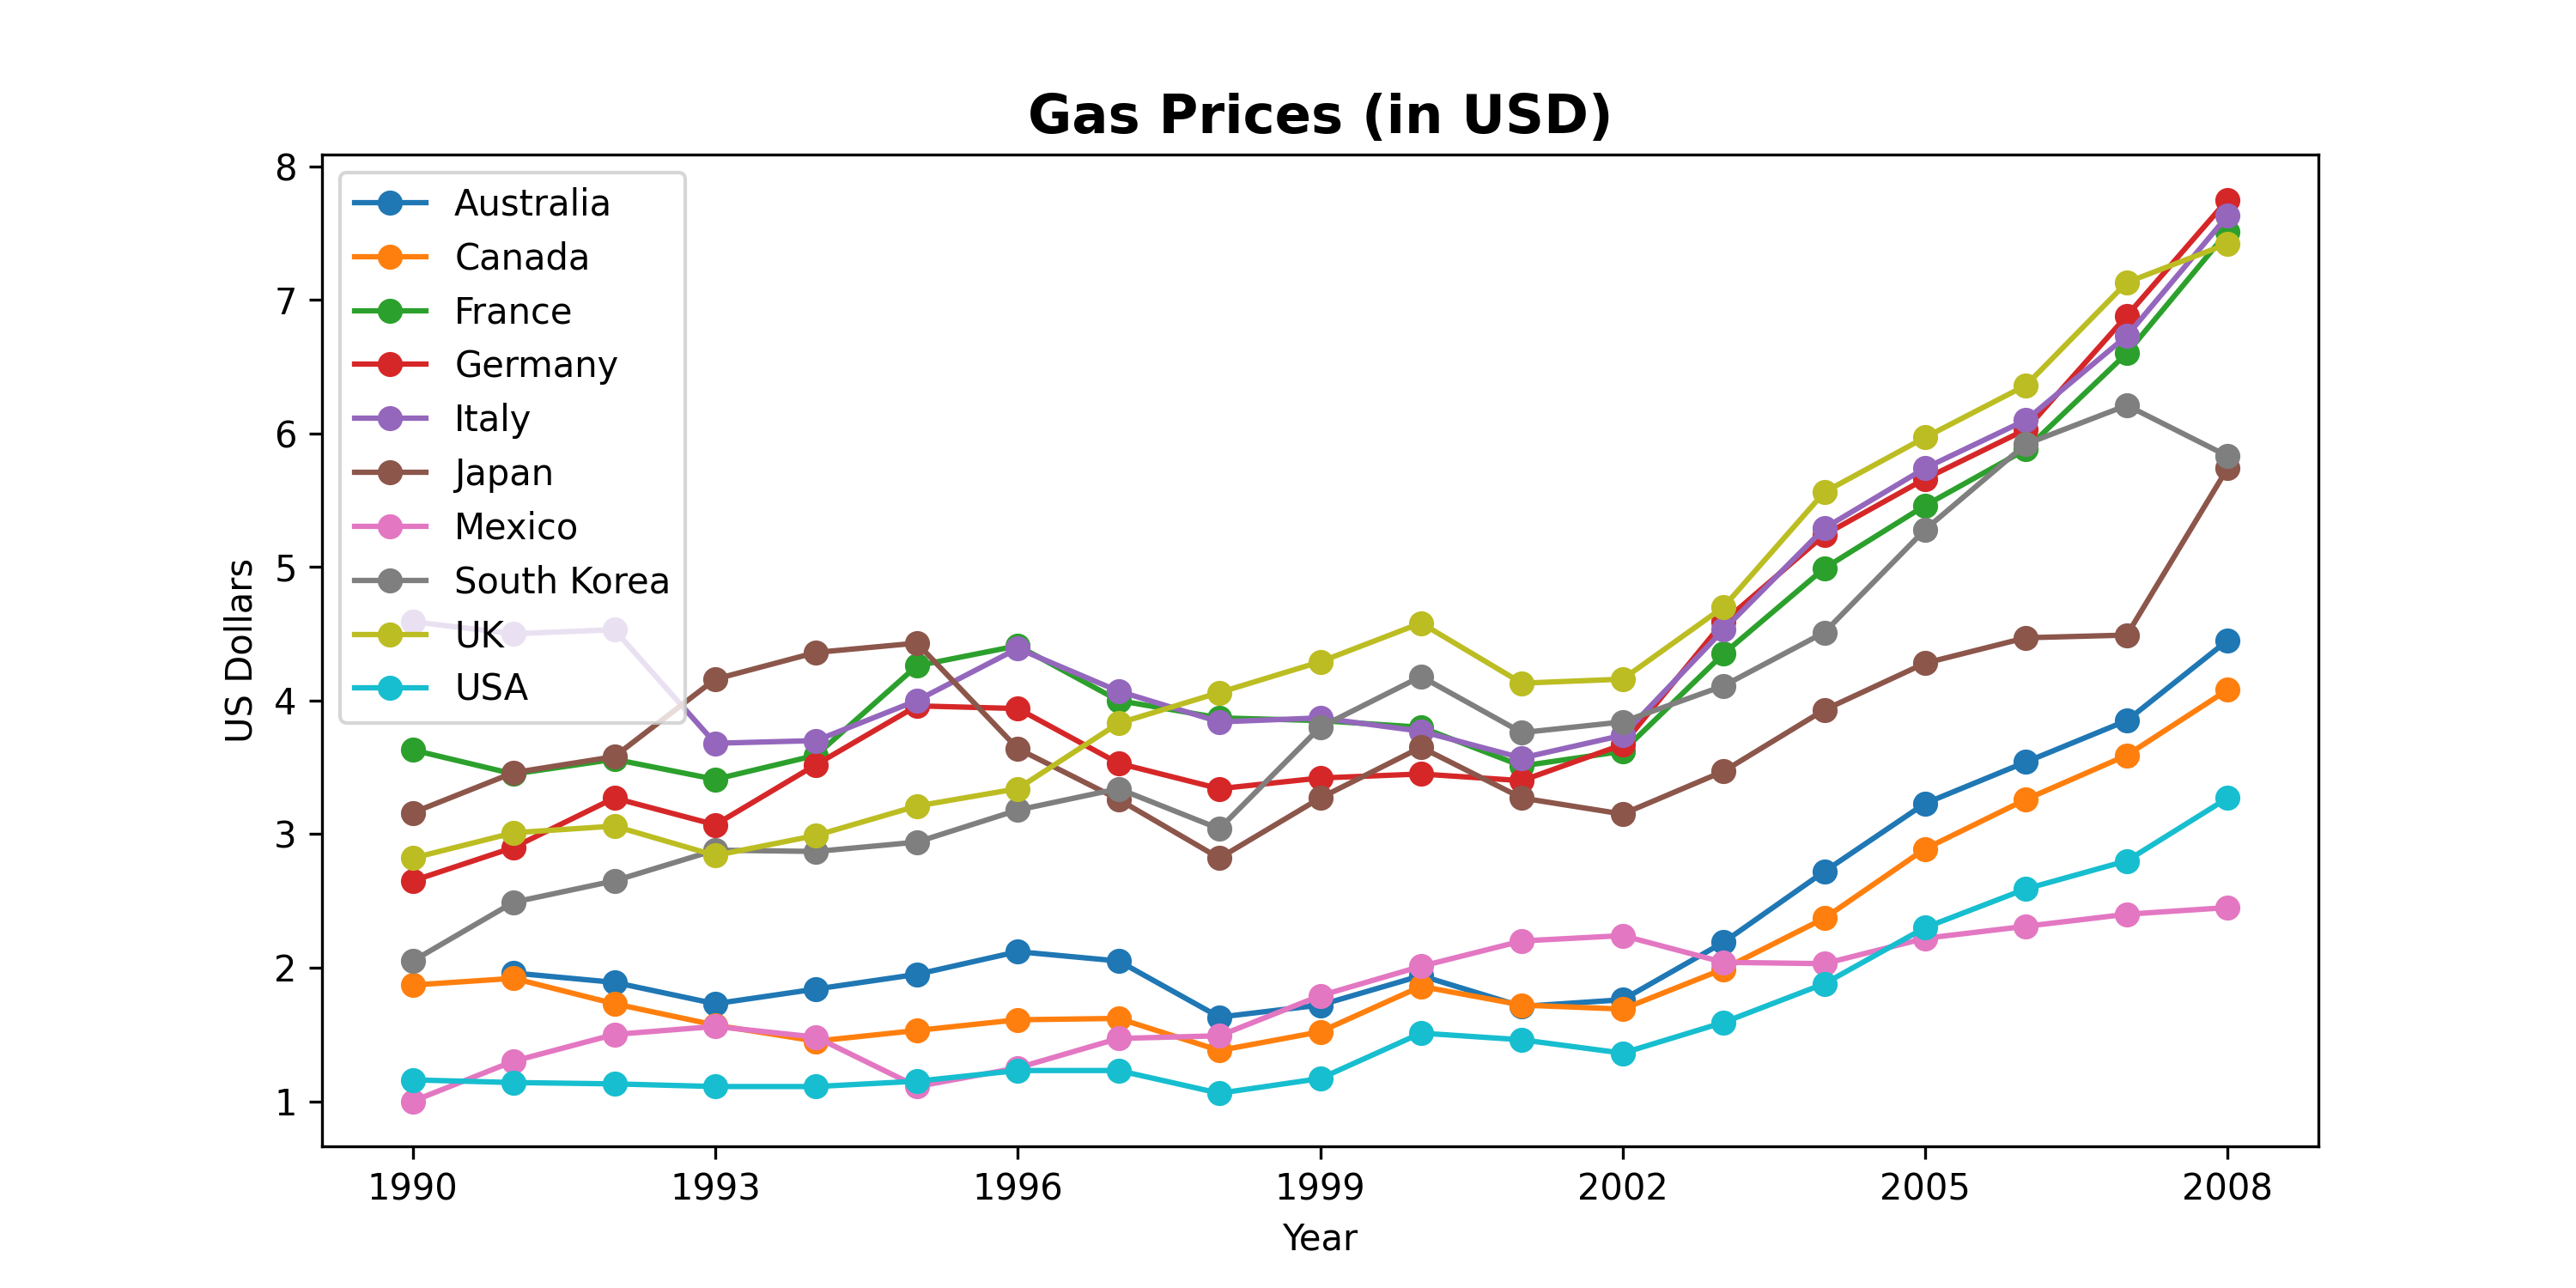 Gas Prices (in USD)
8
7
6
5
4
3
2
1
US Dollars
Australia
Canada
France
Germany
Italy
Japan
Mexico
South Korea
UK
USA
1990 1993 1996 1999 2002 2005 2008
Year